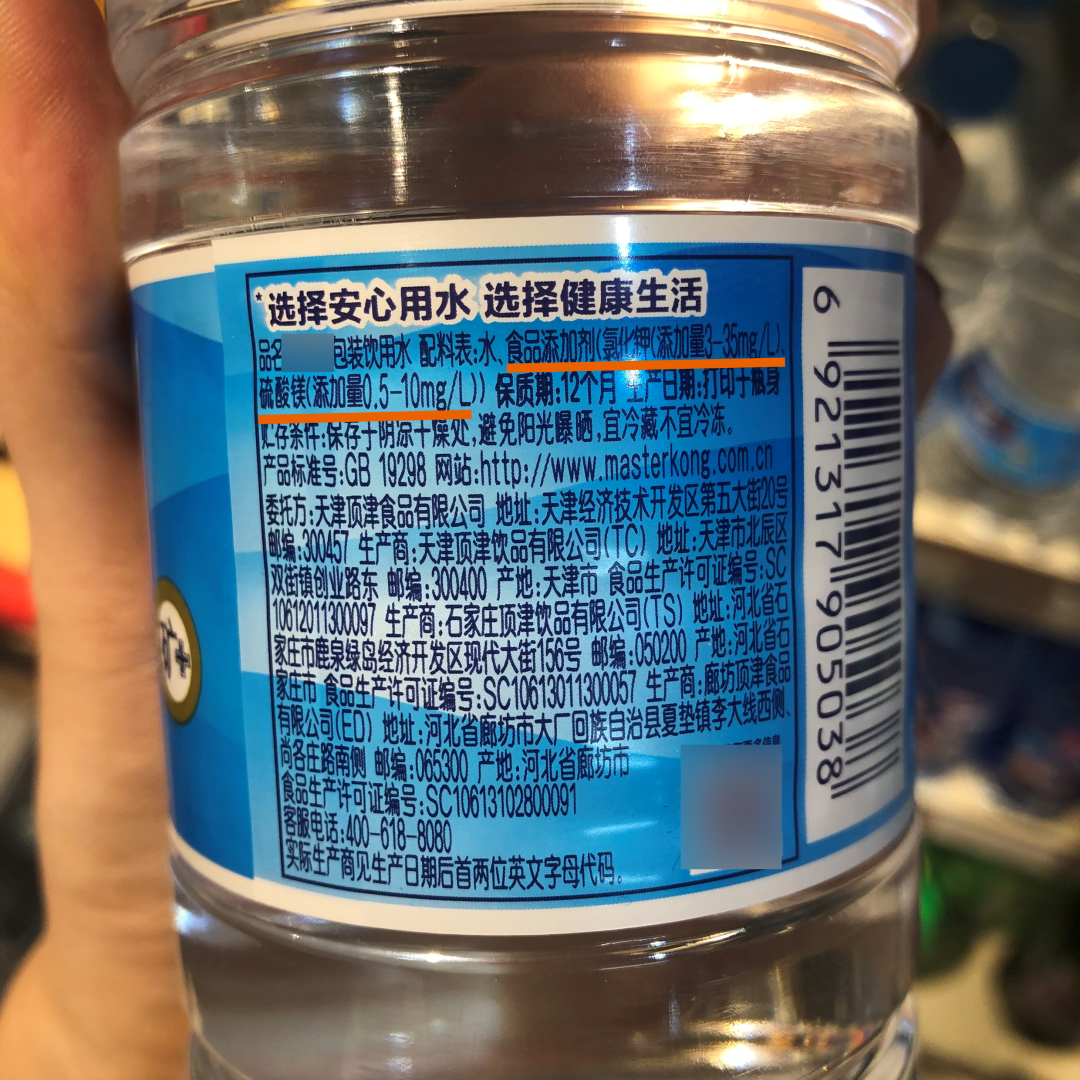 *选择安心用水 选择健康生活
品名 包装饮用水 配料表:水、食品添加剂(氯化钾(添加量3-35mg/L)、
硫酸镁(添加量0.5-10mg/L)) 保质期:12个月 生产日期:打印于瓶身
贮存条件:保存于阴凉干燥处,避免阳光曝晒,宜冷藏不宜冷冻。
产品标准号:GB 19298 网站:http://www.masterkong.com.cn
委托方:天津顶津食品有限公司 地址:天津经济技术开发区第五大街20号
邮编:300457 生产商:天津顶津饮品有限公司(TC) 地址:天津市北辰区
双街镇创业路东 邮编:300400 产地:天津市 食品生产许可证编号:SC
10612011300097 生产商:石家庄顶津饮品有限公司(TS) 地址:河北省石
家庄市鹿泉绿岛经济开发区现代大街156号 邮编:050200 产地:河北省石
家庄市 食品生产许可证编号:SC10613011300057 生产商:廊坊顶津食品
有限公司(ED) 地址:河北省廊坊市大厂回族自治县夏垫镇李大线西侧、
尚各庄路南侧 邮编:065300 产地:河北省廊坊市
食品生产许可证编号:SC10613102800091
客服电话:400-618-8080
实际生产商见生产日期后首两位英文字母代码。
矿+
6 921317 905038